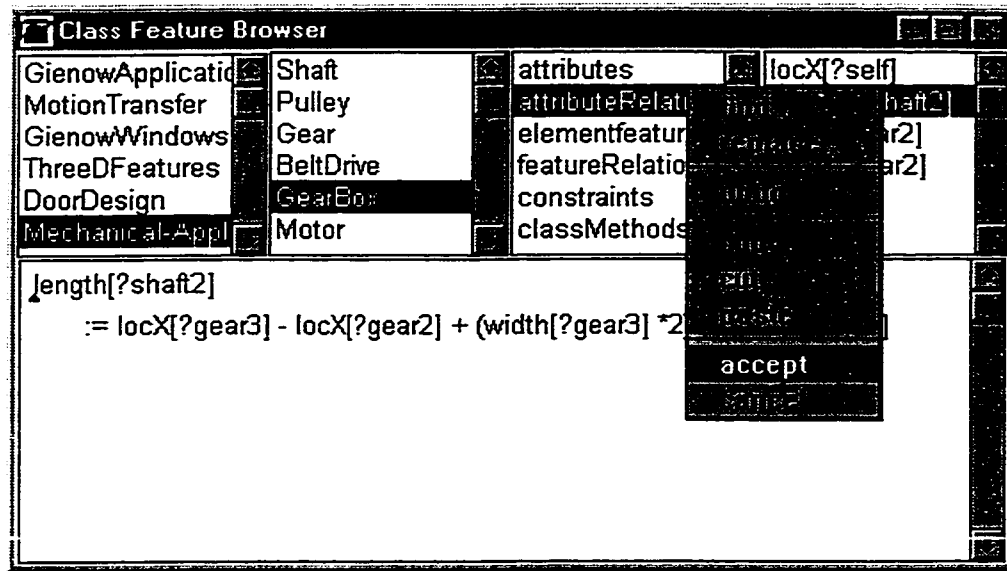 Class Feature Browser
GienowApplicatic
MotionTransfer
GienowWindows
ThreeDFeatures
DoorDesign
Mechanical-Appl
Shaft
Pulley
Gear
BeltDrive
GearBox
Motor
attributes
attributeRelati
elementfeatur
featureRelatio
constraints
classMethods
locX[?self]
haft2]
ar2]
ar2]
length[?shaft2]
:= locX[?gear3] - locX[?gear2] + (width[?gear3] *2)
accept